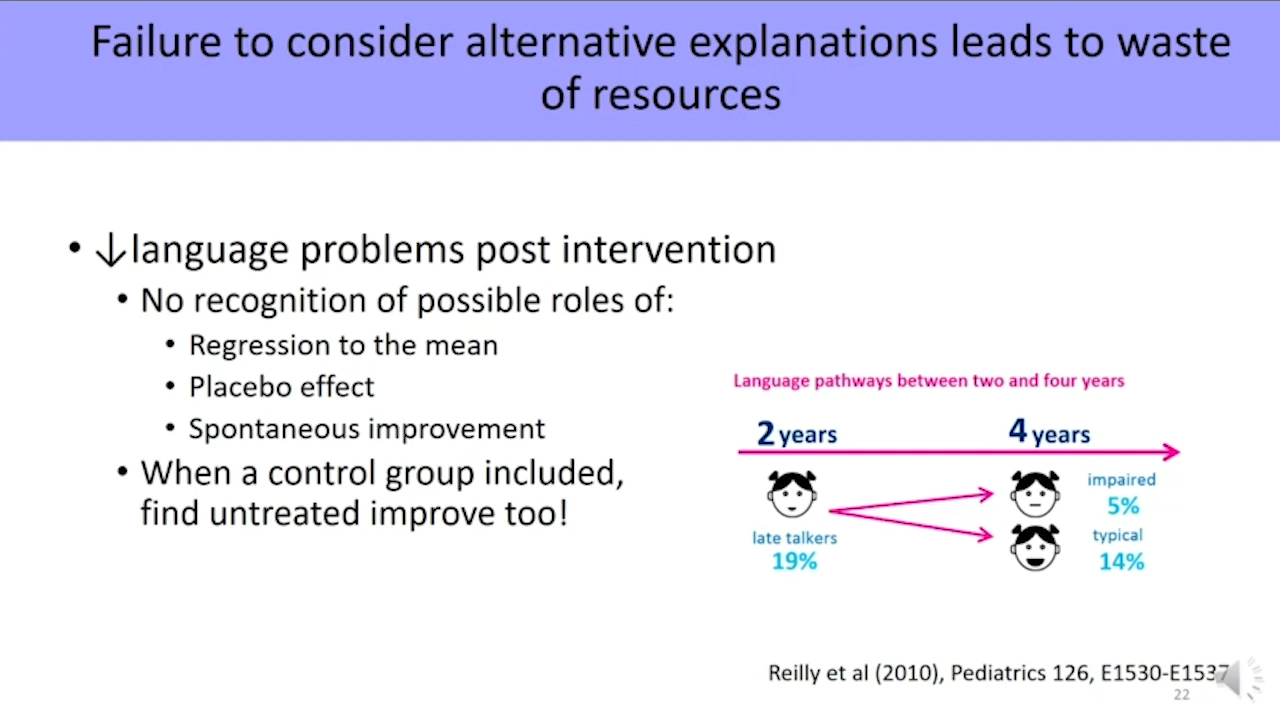 Failure to consider alternative explanations leads to waste
of resources
• ↓language problems post intervention
• No recognition of possible roles of:
• Regression to the mean
• Placebo effect
• Spontaneous improvement
• When a control group included,
find untreated improve too!
Language pathways between two and four years
2 years
4 years
late talkers
19%
impaired
5%
typical
14%
Reilly et al (2010), Pediatrics 126, E1530-E1537
22